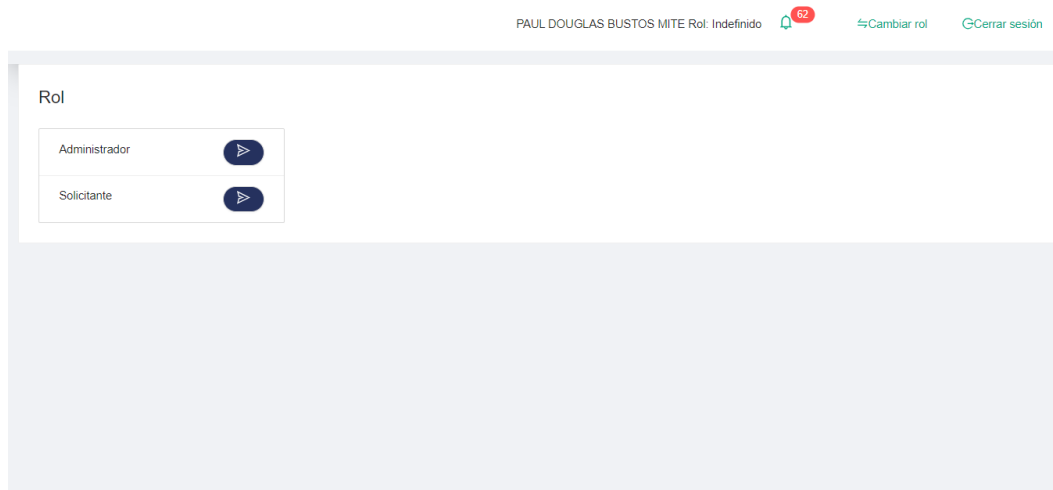 PAUL DOUGLAS BUSTOS MITE Rol: Indefinido 62 Cambiar rol Cerrar sesión
Rol
Administrador
Solicitante